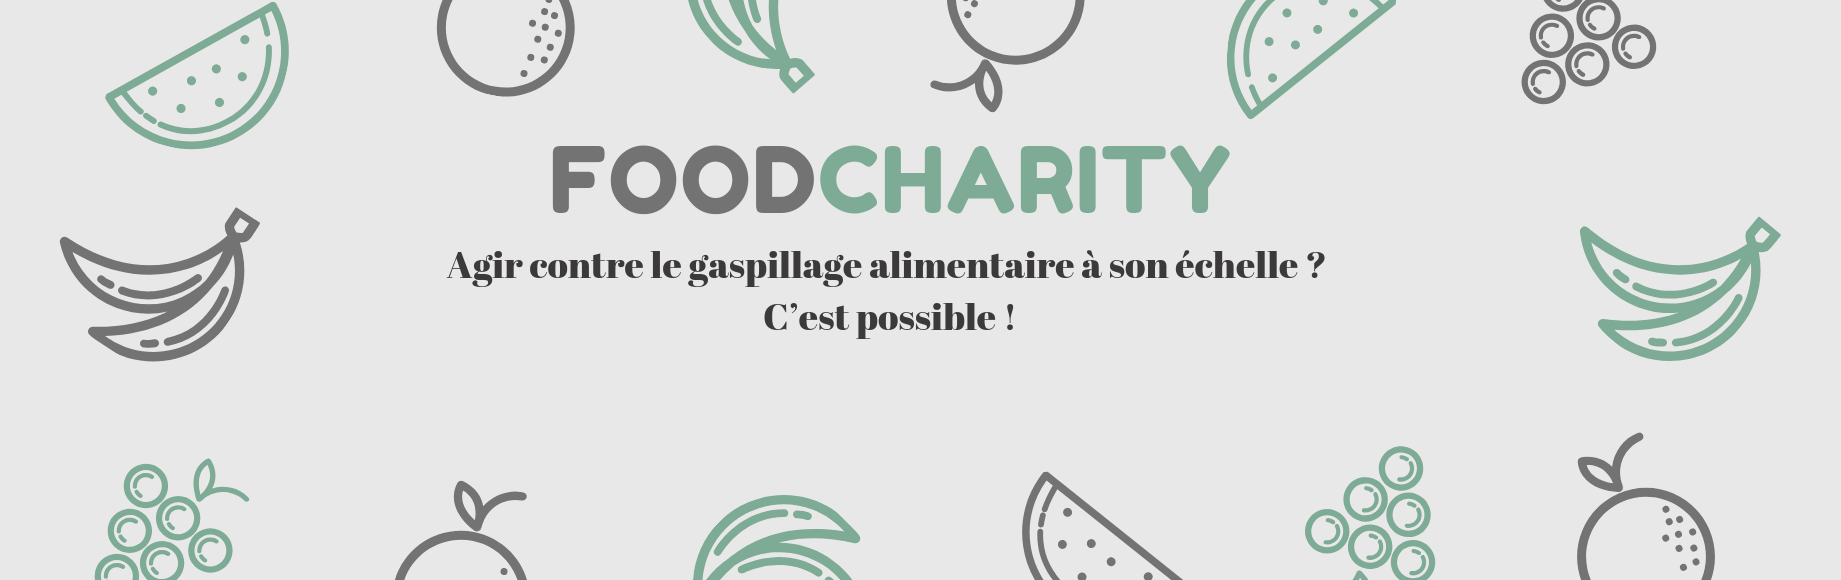 FOODCHARITY
Agir contre le gaspillage alimentaire à son échelle ?
C’est possible !